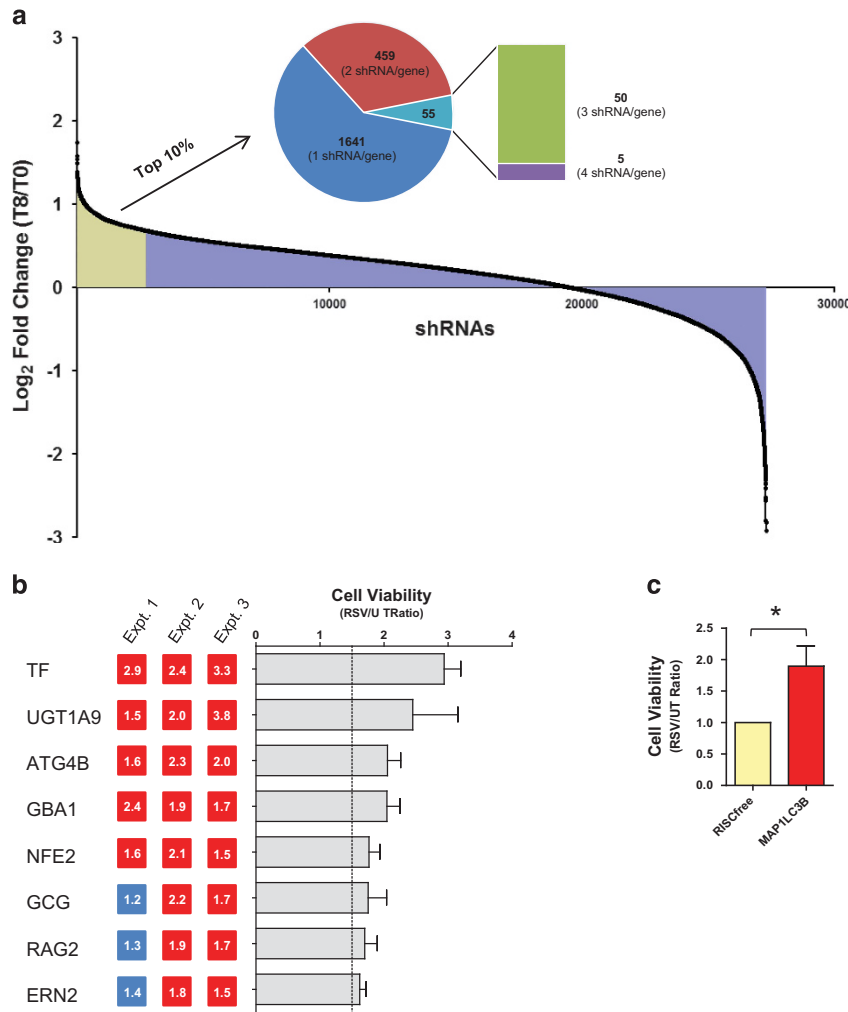 a
3
2
1
0
-1
-2
-3
Log2 Fold Change (T8/T0)
10000
20000
30000
shRNAs
Top 10%
459
(2 shRNA/gene)
55
1641
(1 shRNA/gene)
50
(3 shRNA/gene)
5
(4 shRNA/gene)
b
Expt. 1 Expt. 2 Expt. 3
Cell Viability
(RSV/U TRatio)
0 1 2 3 4
TF 2.9 2.4 3.3
UGT1A9 1.5 2.0 3.8
ATG4B 1.6 2.3 2.0
GBA1 2.4 1.9 1.7
NFE2 1.6 2.1 1.5
GCG 1.2 2.2 1.7
RAG2 1.3 1.9 1.7
ERN2 1.4 1.8 1.5
c
*
Cell Viability
(RSV/UT Ratio)
2.5
2.0
1.5
1.0
0.5
0.0
RISCfree
MAP1LC3B